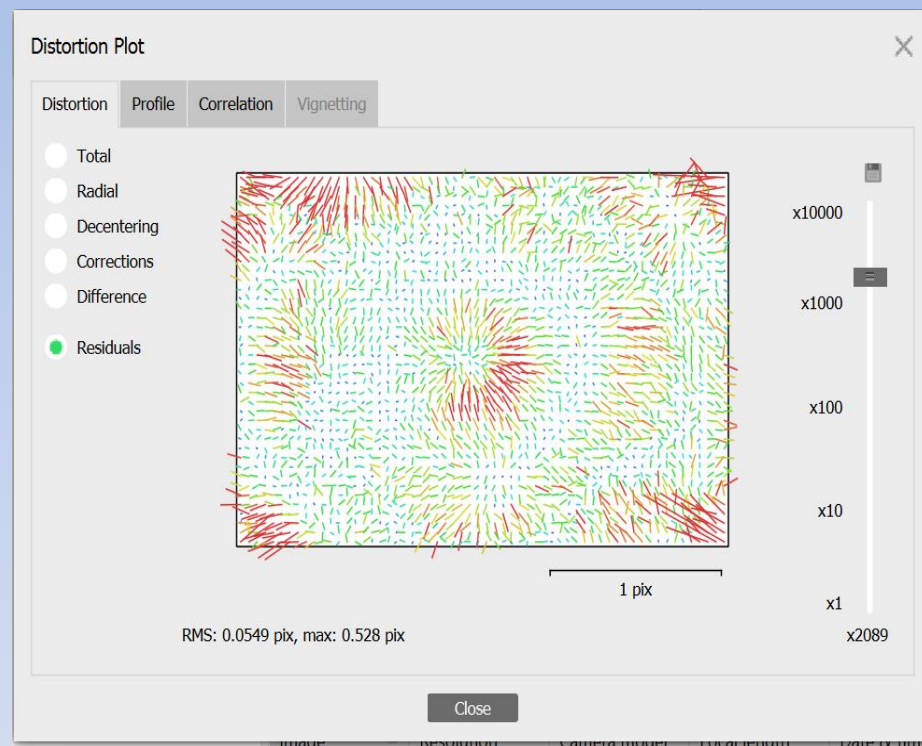 Distortion Plot
Distortion Profile Correlation Vignetting
Total
Radial
Decentering
Corrections
Difference
Residuals
x10000
x1000
x100
x10
x1
x2089
1 pix
RMS: 0.0549 pix, max: 0.528 pix
Close